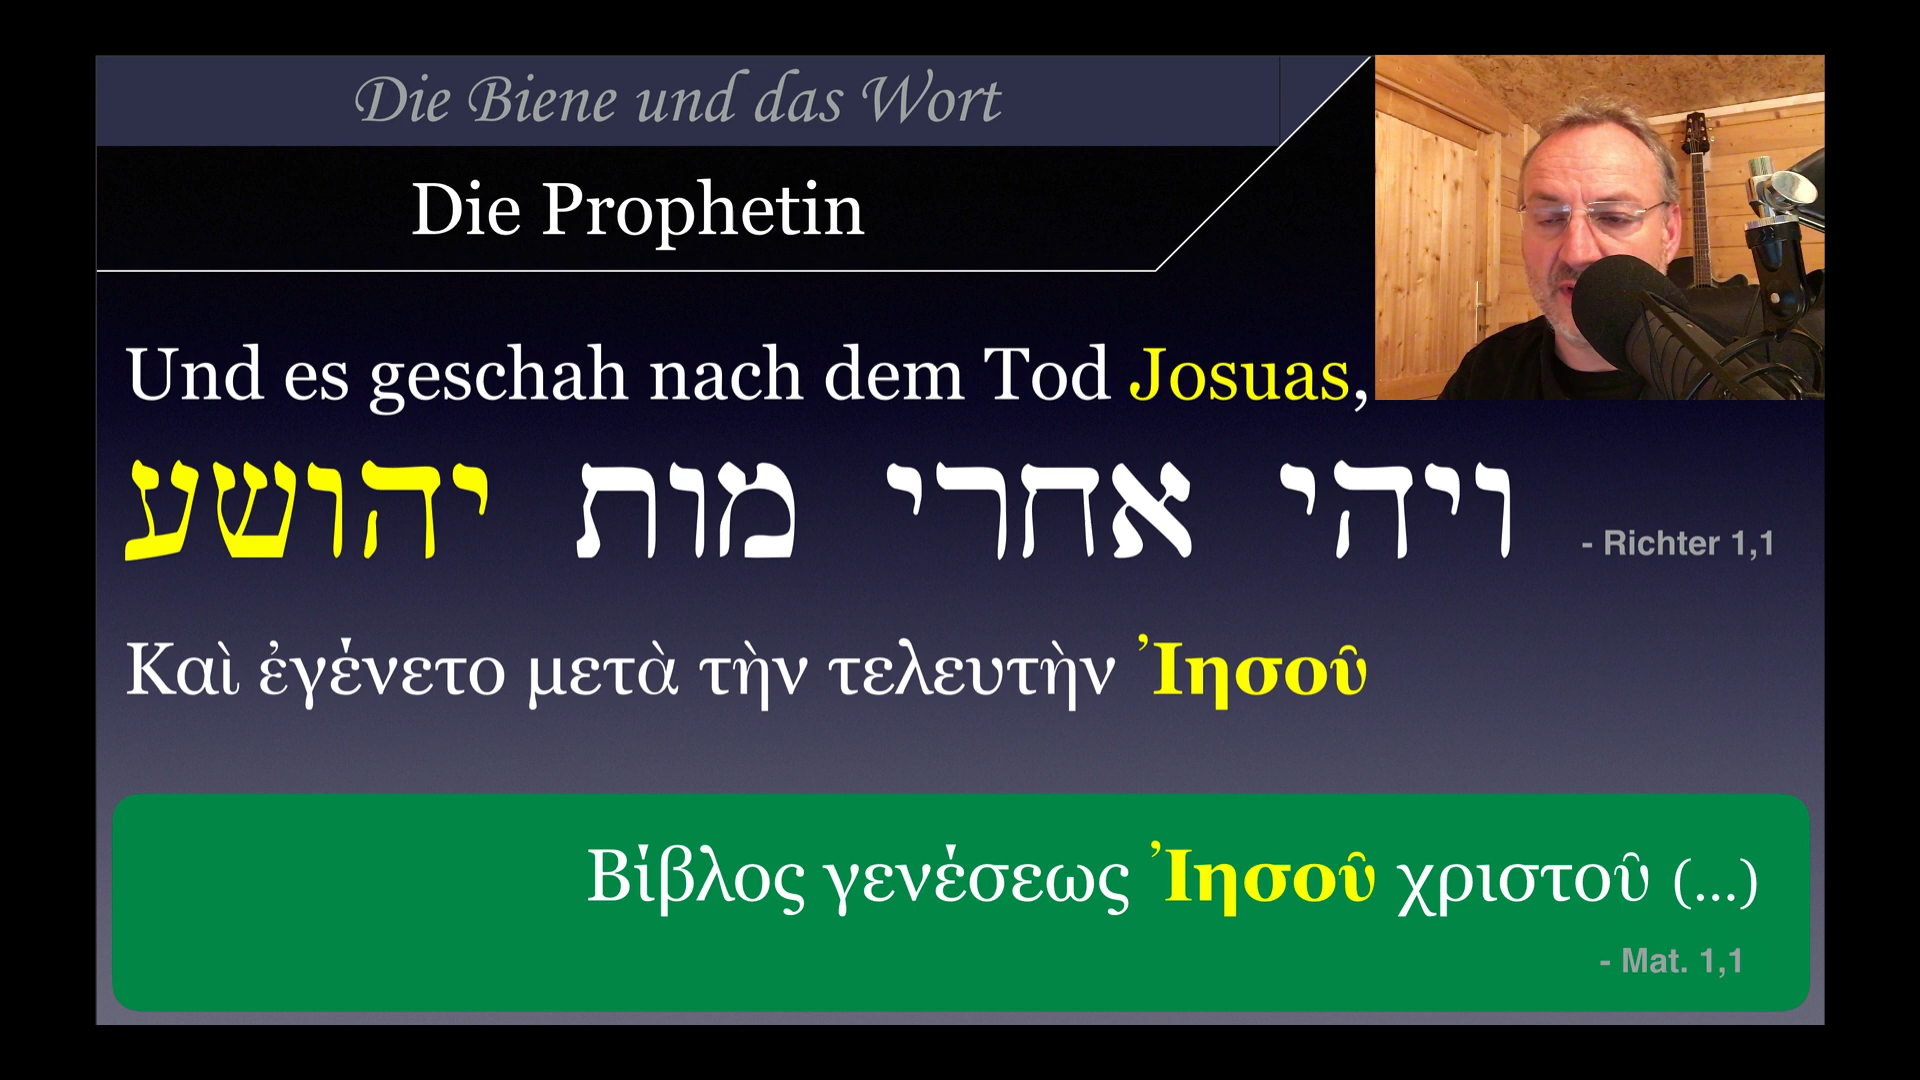 Die Biene und das Wort
Die Prophetin
Und es geschah nach dem Tod Josuas,
ויהי אחרי מות יהושע
- Richter 1,1
Καὶ ἐγένετο μετὰ τὴν τελευτὴν Ἰησοῦ
Βίβλος γενέσεως Ἰησοῦ χριστοῦ (...)
- Mat. 1,1